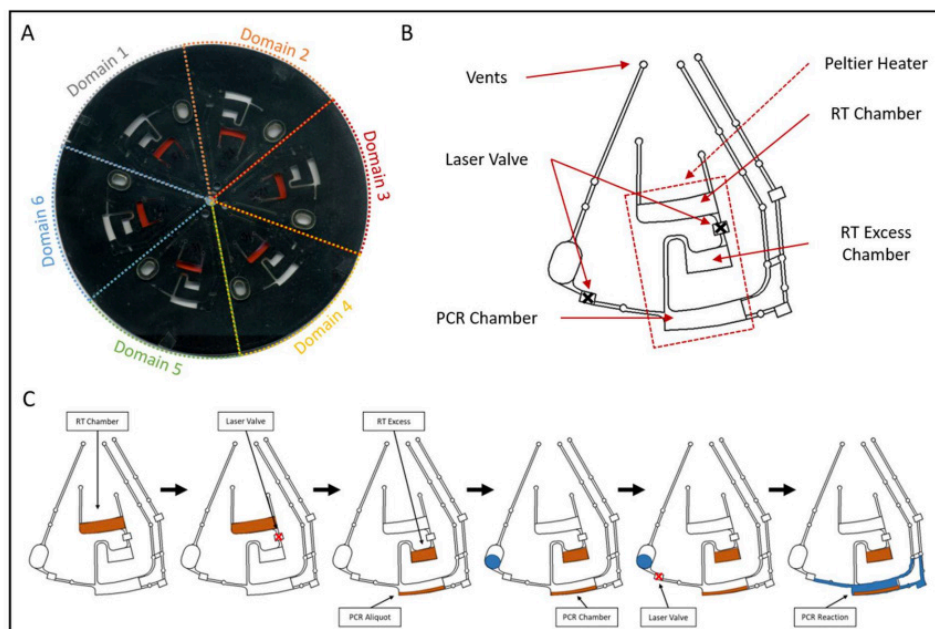 A
Domain 1
Domain 2
Domain 3
Domain 4
Domain 5
Domain 6
B
Vents
Laser Valve
PCR Chamber
Peltier Heater
RT Chamber
RT Excess
Chamber
C
RT Chamber
Laser Valve
RT Excess
PCR Aliquot
PCR Chamber
Laser Valve
PCR Reaction